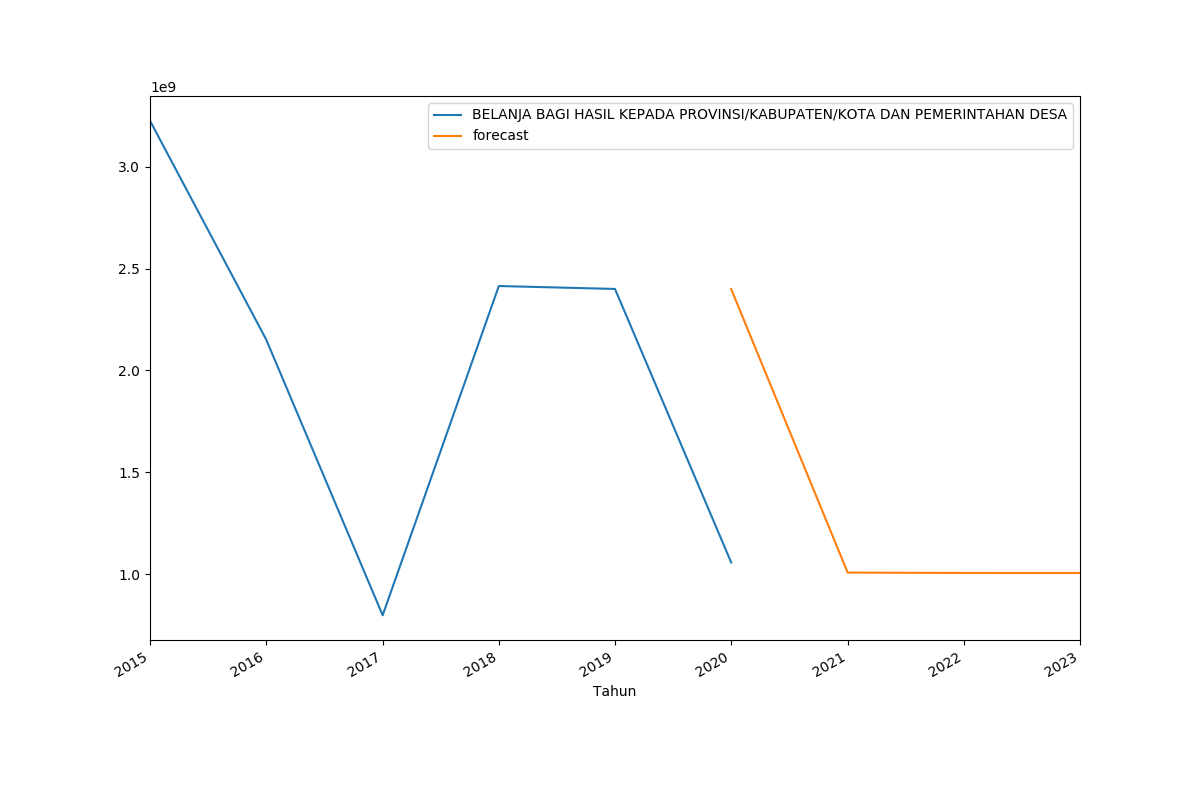 1e9
BELANJA BAGI HASIL KEPADA PROVINSI/KABUPATEN/KOTA DAN PEMERINTAHAN DESA
forecast
3.0
2.5
2.0
1.5
1.0
2015 2016 2017 2018 2019 2020 2021 2022 2023
Tahun